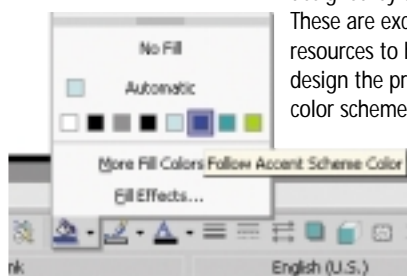 These are exc
resources to
design the pr
color scheme
No Fill
Automatic
More Fill Colors
Follow Accent Scheme Color
Fill Effects...
nk
English (U.S.)